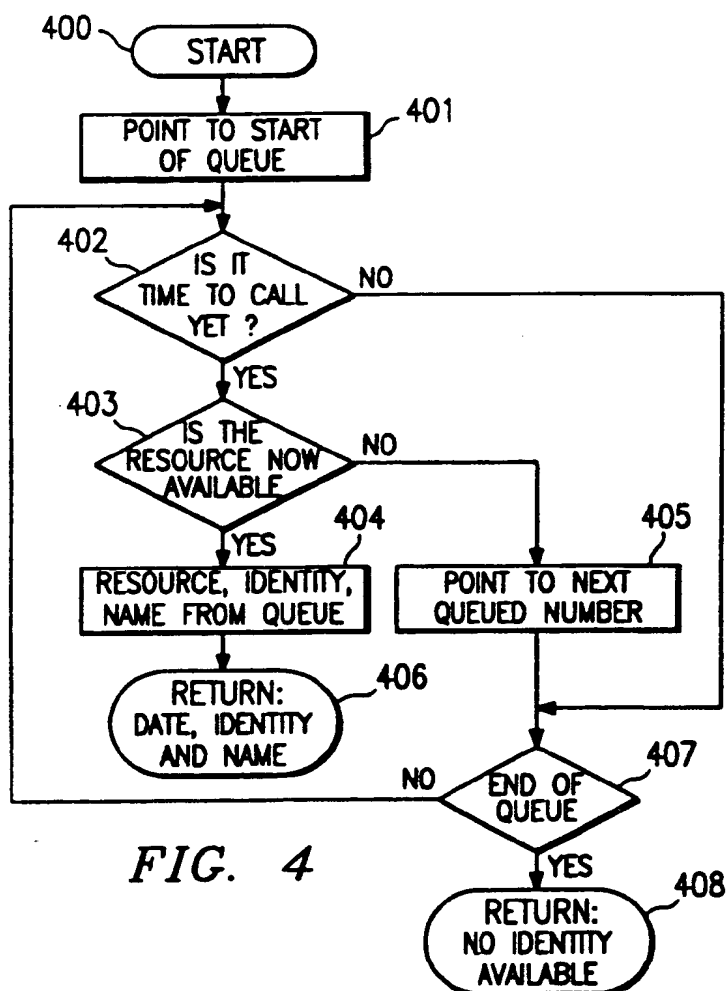 400
START
401
POINT TO START
OF QUEUE
402
IS IT
TIME TO CALL
YET ?
NO
YES
403
IS THE
RESOURCE NOW
AVAILABLE
NO
YES
404
RESOURCE, IDENTITY,
NAME FROM QUEUE
405
POINT TO NEXT
QUEUED NUMBER
RETURN:
DATE, IDENTITY
AND NAME
406
NO
END OF
QUEUE
407
YES
FIG. 4
RETURN:
NO IDENTITY
AVAILABLE
408